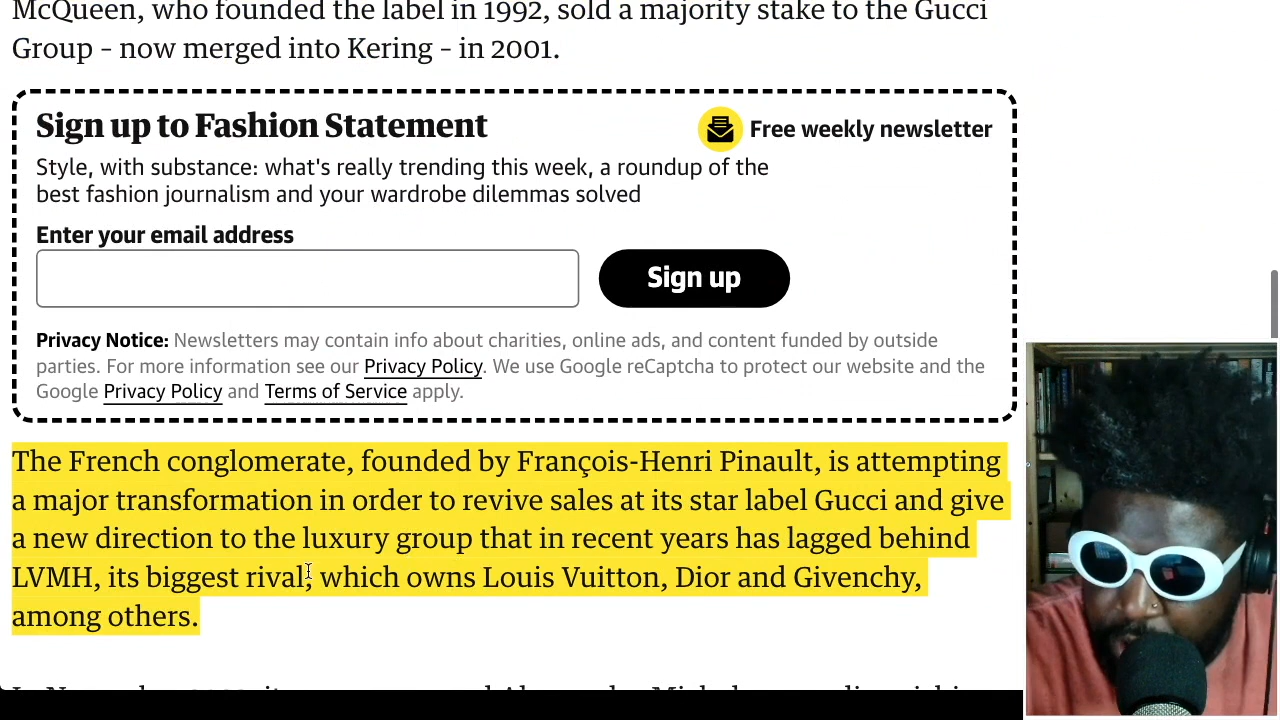 McQueen, who founded the label in 1992, sold a majority stake to the Gucci
Group – now merged into Kering – in 2001.
Sign up to Fashion Statement
Free weekly newsletter
Style, with substance: what's really trending this week, a roundup of the
best fashion journalism and your wardrobe dilemmas solved
Enter your email address
Sign up
Privacy Notice: Newsletters may contain info about charities, online ads, and content funded by outside
parties. For more information see our Privacy Policy. We use Google reCaptcha to protect our website and the
Google Privacy Policy and Terms of Service apply.
The French conglomerate, founded by François-Henri Pinault, is attempting
a major transformation in order to revive sales at its star label Gucci and give
a new direction to the luxury group that in recent years has lagged behind
LVMH, its biggest rival, which owns Louis Vuitton, Dior and Givenchy,
among others.